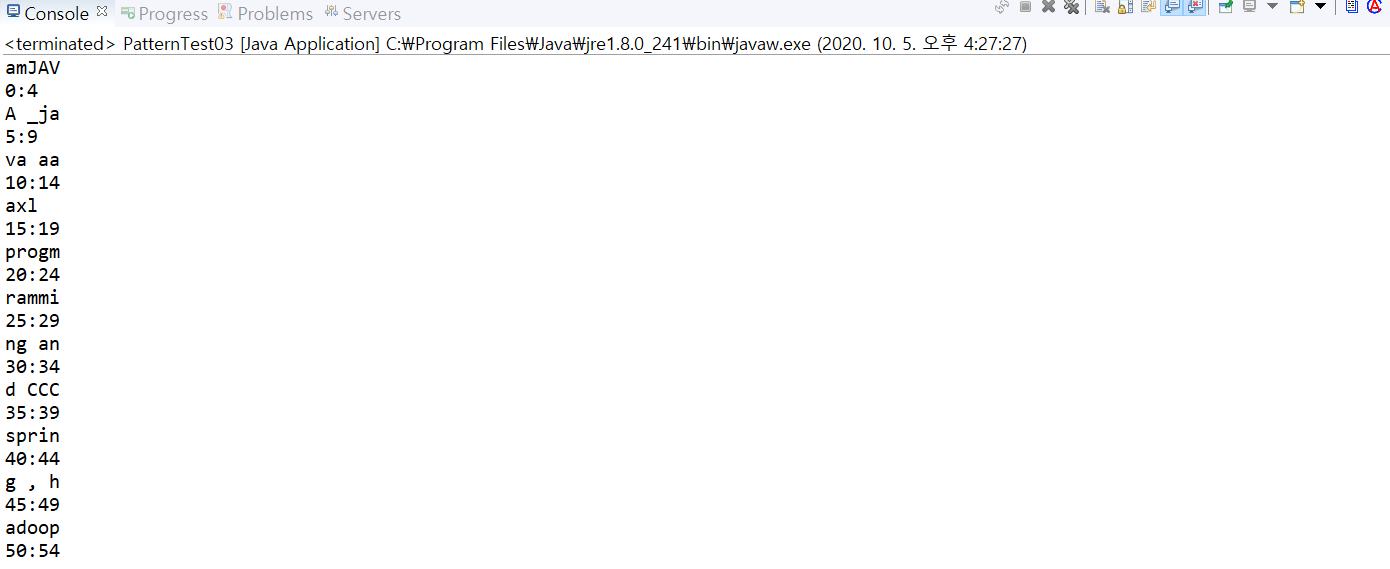 Console Progress Problems Servers
<terminated> PatternTest03 [Java Application] C:₩Program Files₩Java₩jre1.8.0_241₩bin₩javaw.exe (2020. 10. 5. 오후 4:27:27)
amJAV
0:4
A _ja
5:9
va aa
10:14
axl
15:19
progm
20:24
rammi
25:29
ng an
30:34
d CCC
35:39
sprin
40:44
g , h
45:49
adoop
50:54